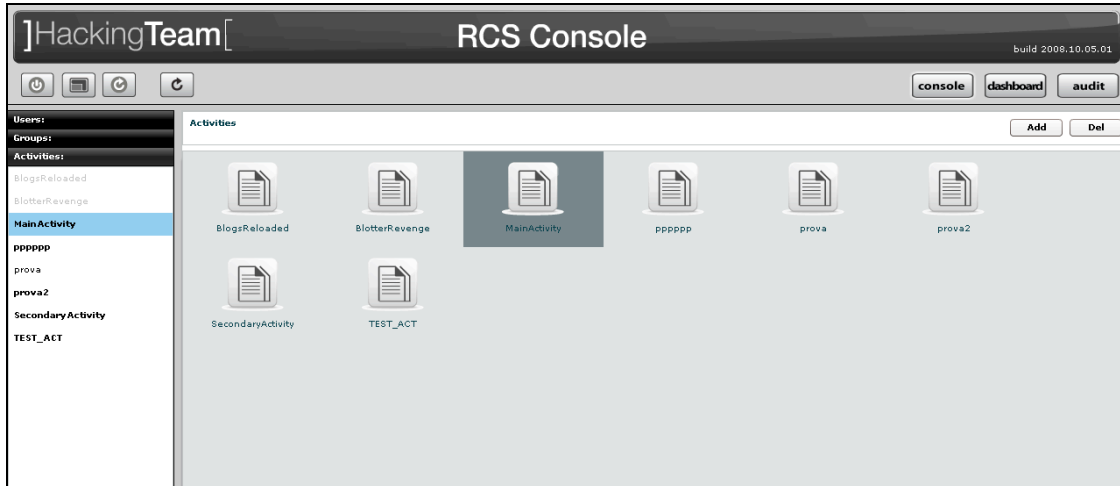 ]HackingTeam[
RCS Console
build 2008.10.05.01
console dashboard audit
Users:
Groups:
Activities:
BlogsReloaded
BlotterRevenge
MainActivity
pppppp
prova
prova2
SecondaryActivity
TEST_ACT
Activities
Add Del
BlogsReloaded BlotterRevenge MainActivity pppppp prova prova2
SecondaryActivity TEST_ACT